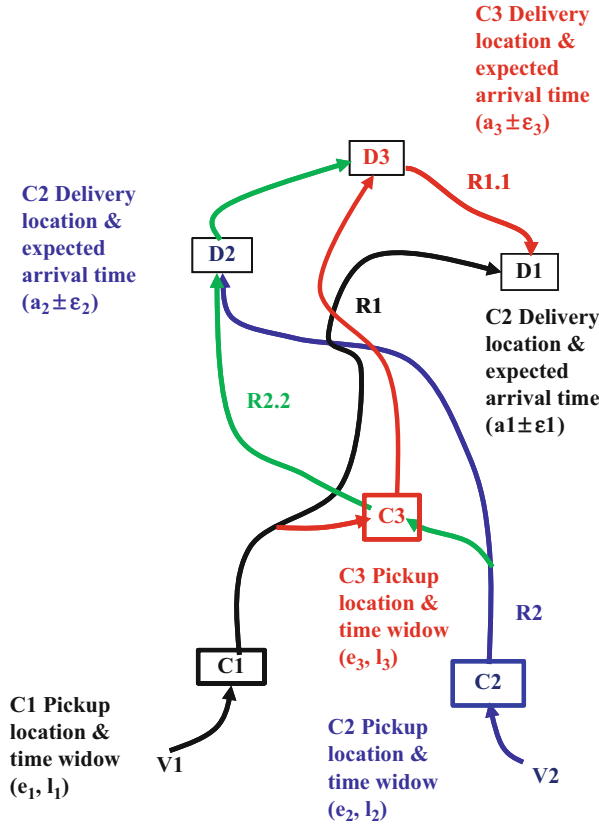 C3 Delivery
location &
expected
arrival time
(a₃±ε₃)
D3
R1.1
C2 Delivery
location &
expected
arrival time
(a₂±ε₂)
D2
D1
R1
C2 Delivery
location &
expected
arrival time
(a1±ε1)
R2.2
C3
C3 Pickup
location &
time widow
(e₃, l₃)
R2
C1
C2
C1 Pickup
location &
time widow
(e₁, l₁)
V1
C2 Pickup
location &
time widow
(e₂, l₂)
V2